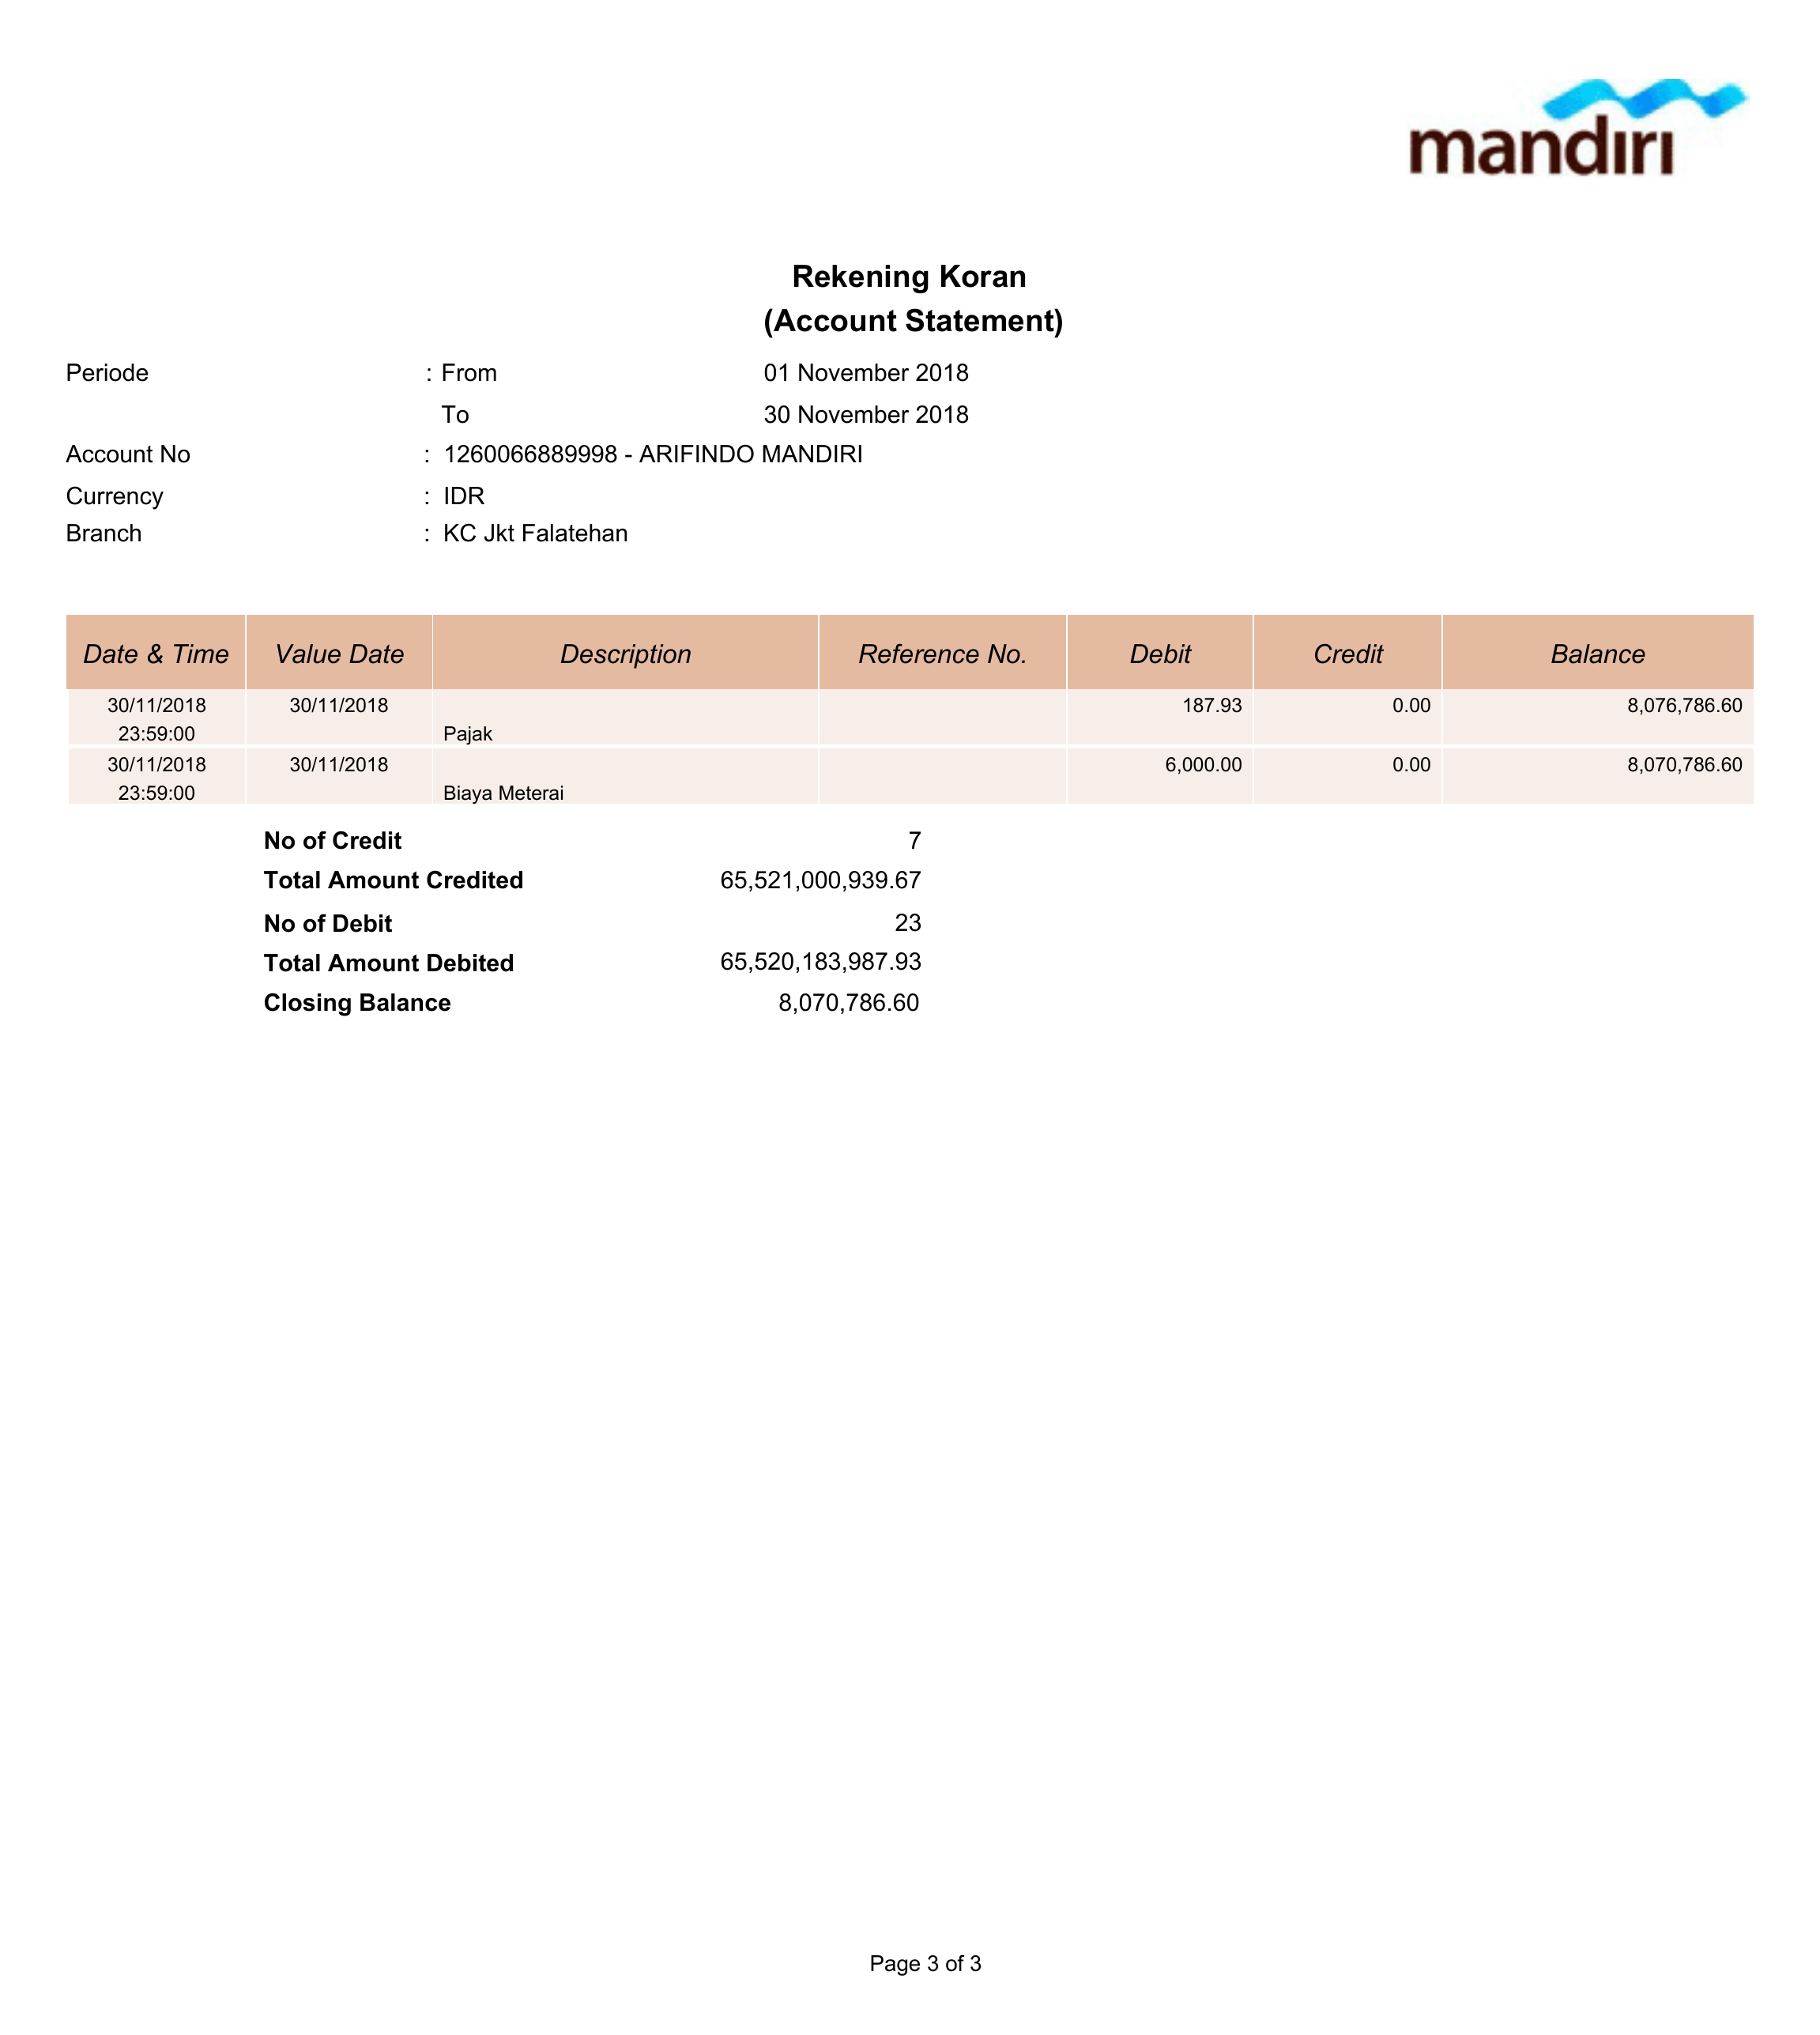 mandırı
Rekening Koran
(Account Statement)
Periode : From 01 November 2018
To 30 November 2018
Account No : 1260066889998 - ARIFINDO MANDIRI
Currency : IDR
Branch : KC Jkt Falatehan
Date & Time Value Date Description Reference No. Debit Credit Balance
30/11/2018 30/11/2018 187.93 0.00 8,076,786.60
23:59:00 Pajak
30/11/2018 30/11/2018 6,000.00 0.00 8,070,786.60
23:59:00 Biaya Meterai
No of Credit 7
Total Amount Credited 65,521,000,939.67
No of Debit 23
Total Amount Debited 65,520,183,987.93
Closing Balance 8,070,786.60
Page 3 of 3